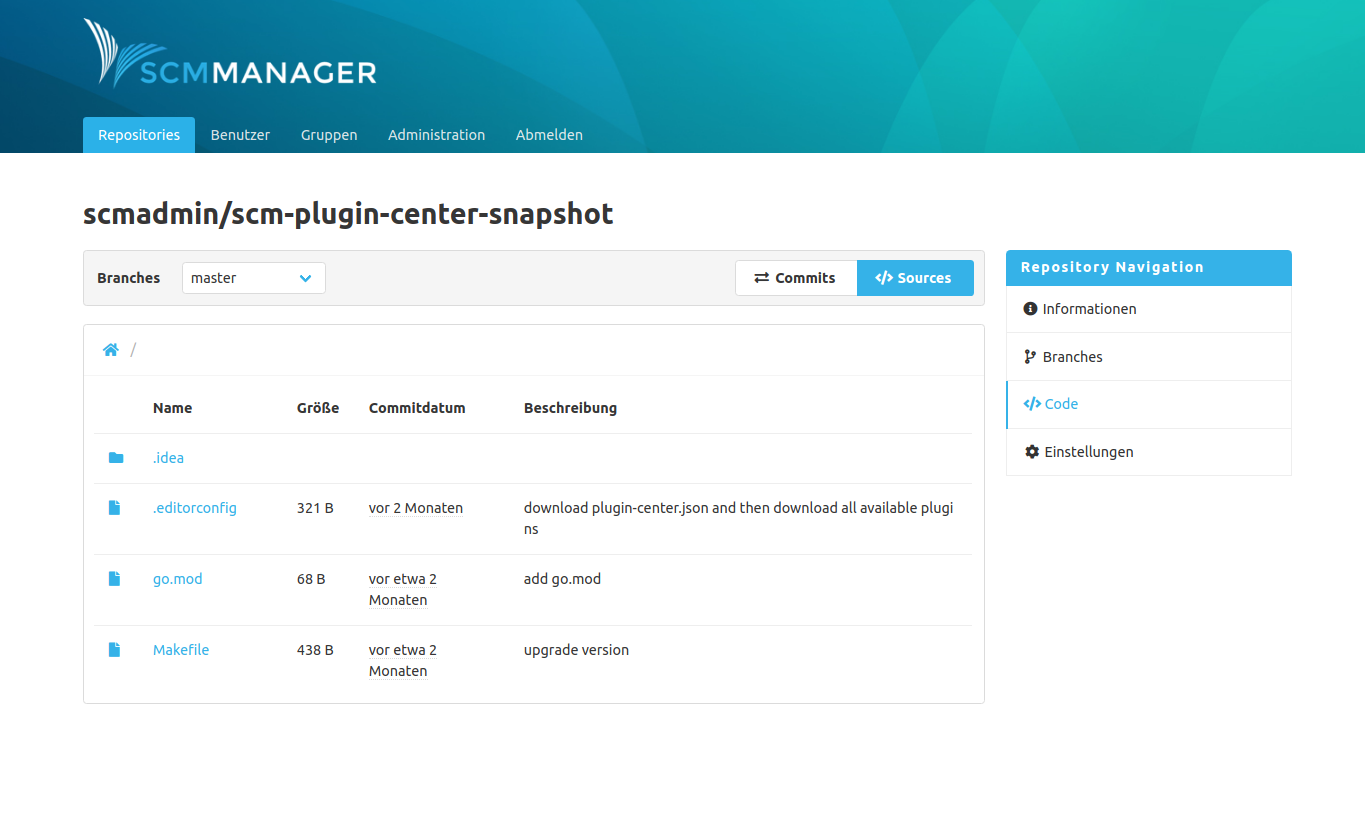 SCMMANAGER
Repositories Benutzer Gruppen Administration Abmelden
scmadmin/scm-plugin-center-snapshot
Branches master Commits </> Sources
Repository Navigation
Informationen
Branches
</> Code
Einstellungen
/
Name Größe Commitdatum Beschreibung
.idea
.editorconfig 321 B vor 2 Monaten download plugin-center.json and then download all available plugi
ns
go.mod 68 B vor etwa 2 add go.mod
Monaten
Makefile 438 B vor etwa 2 upgrade version
Monaten